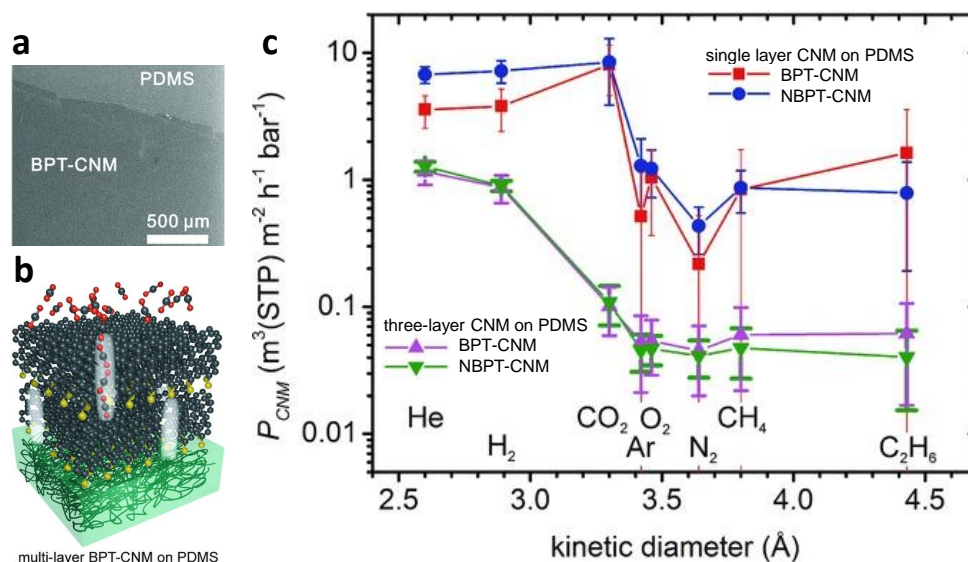 a
PDMS
BPT-CNM
500 µm
b
multi-layer BPT-CNM on PDMS
c
P_CNM (m³(STP) m⁻² h⁻¹ bar⁻¹)
10
1
0.1
0.01
single layer CNM on PDMS
BPT-CNM
NBPT-CNM
three-layer CNM on PDMS
BPT-CNM
NBPT-CNM
He
H₂
CO₂
O₂
Ar
N₂
CH₄
C₂H₆
2.5 3.0 3.5 4.0 4.5
kinetic diameter (Å)